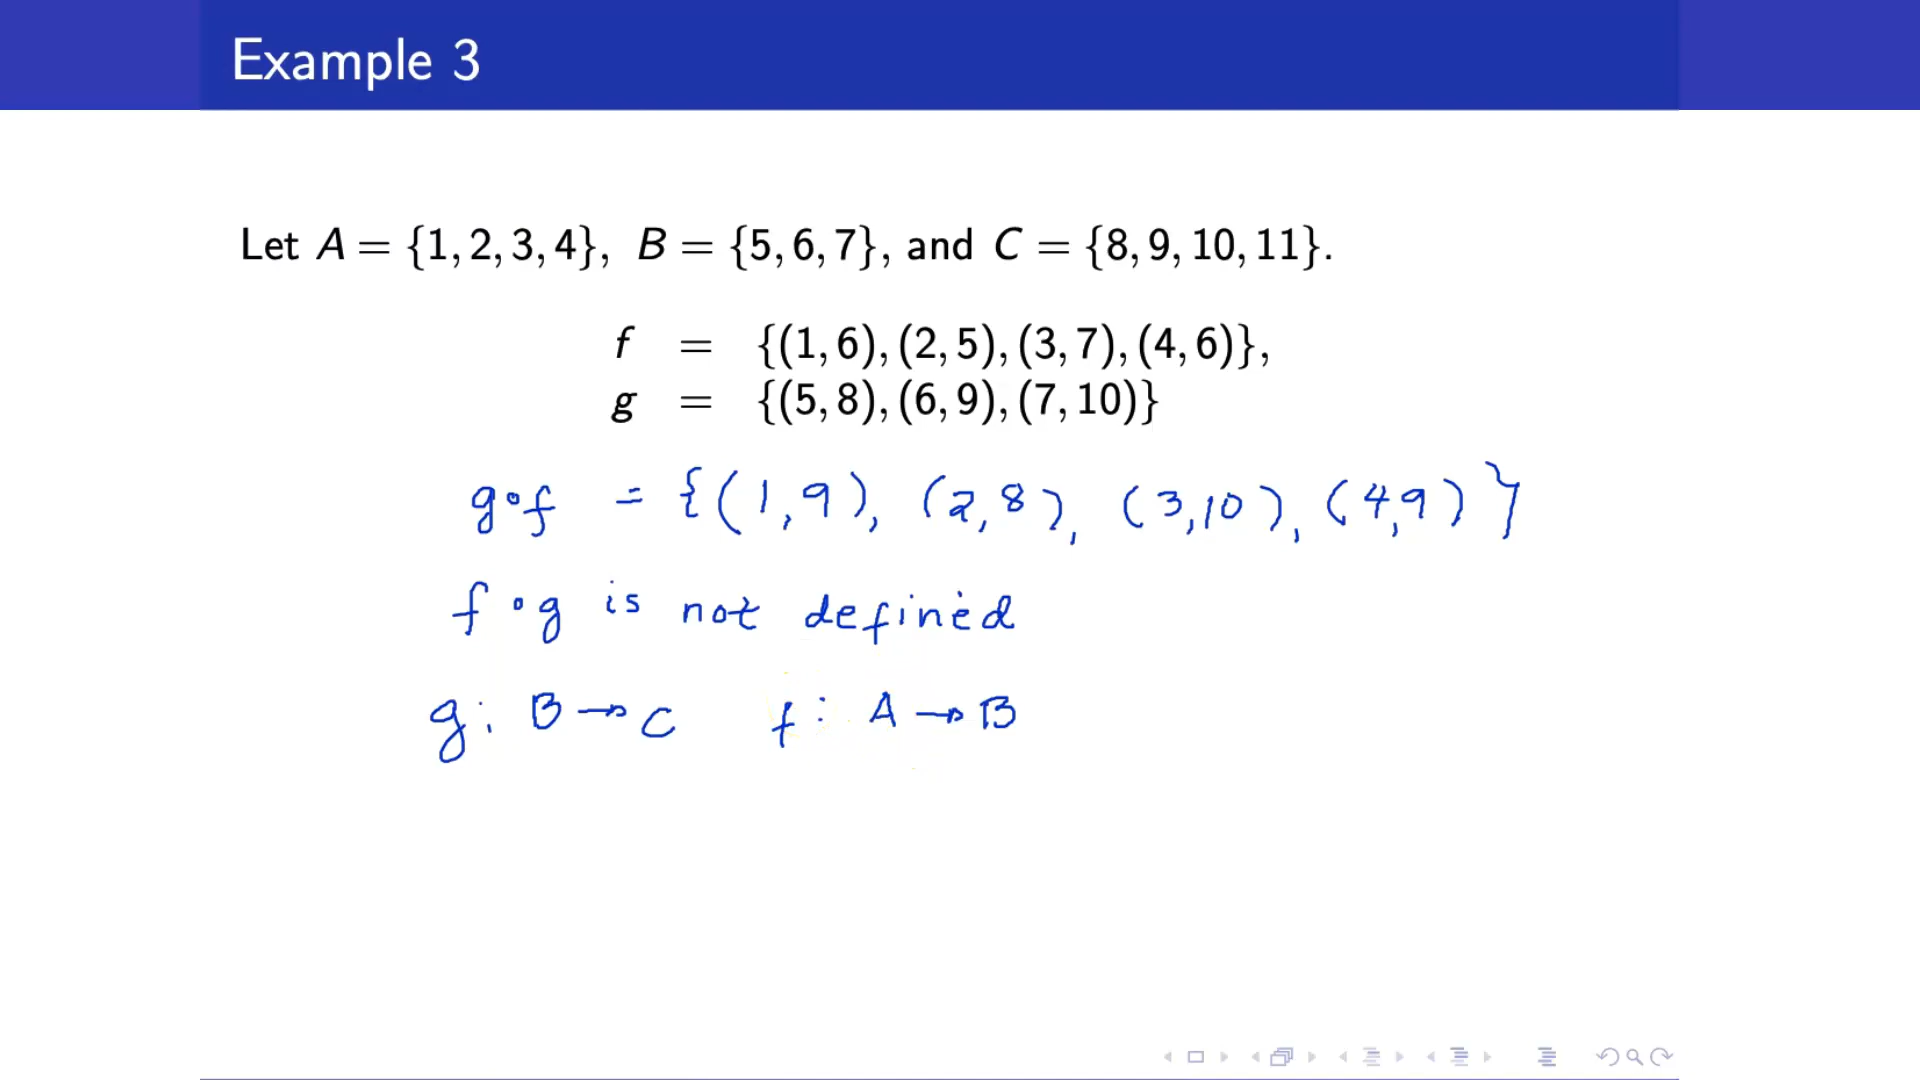 Example 3
Let A = {1, 2, 3, 4}, B = {5, 6, 7}, and C = {8, 9, 10, 11}.
f = {(1, 6), (2, 5), (3, 7), (4, 6)},
g = {(5, 8), (6, 9), (7, 10)}
g∘f = {(1,9), (2,8), (3,10), (4,9)}
f∘g is not defined
g: B → C f: A → B